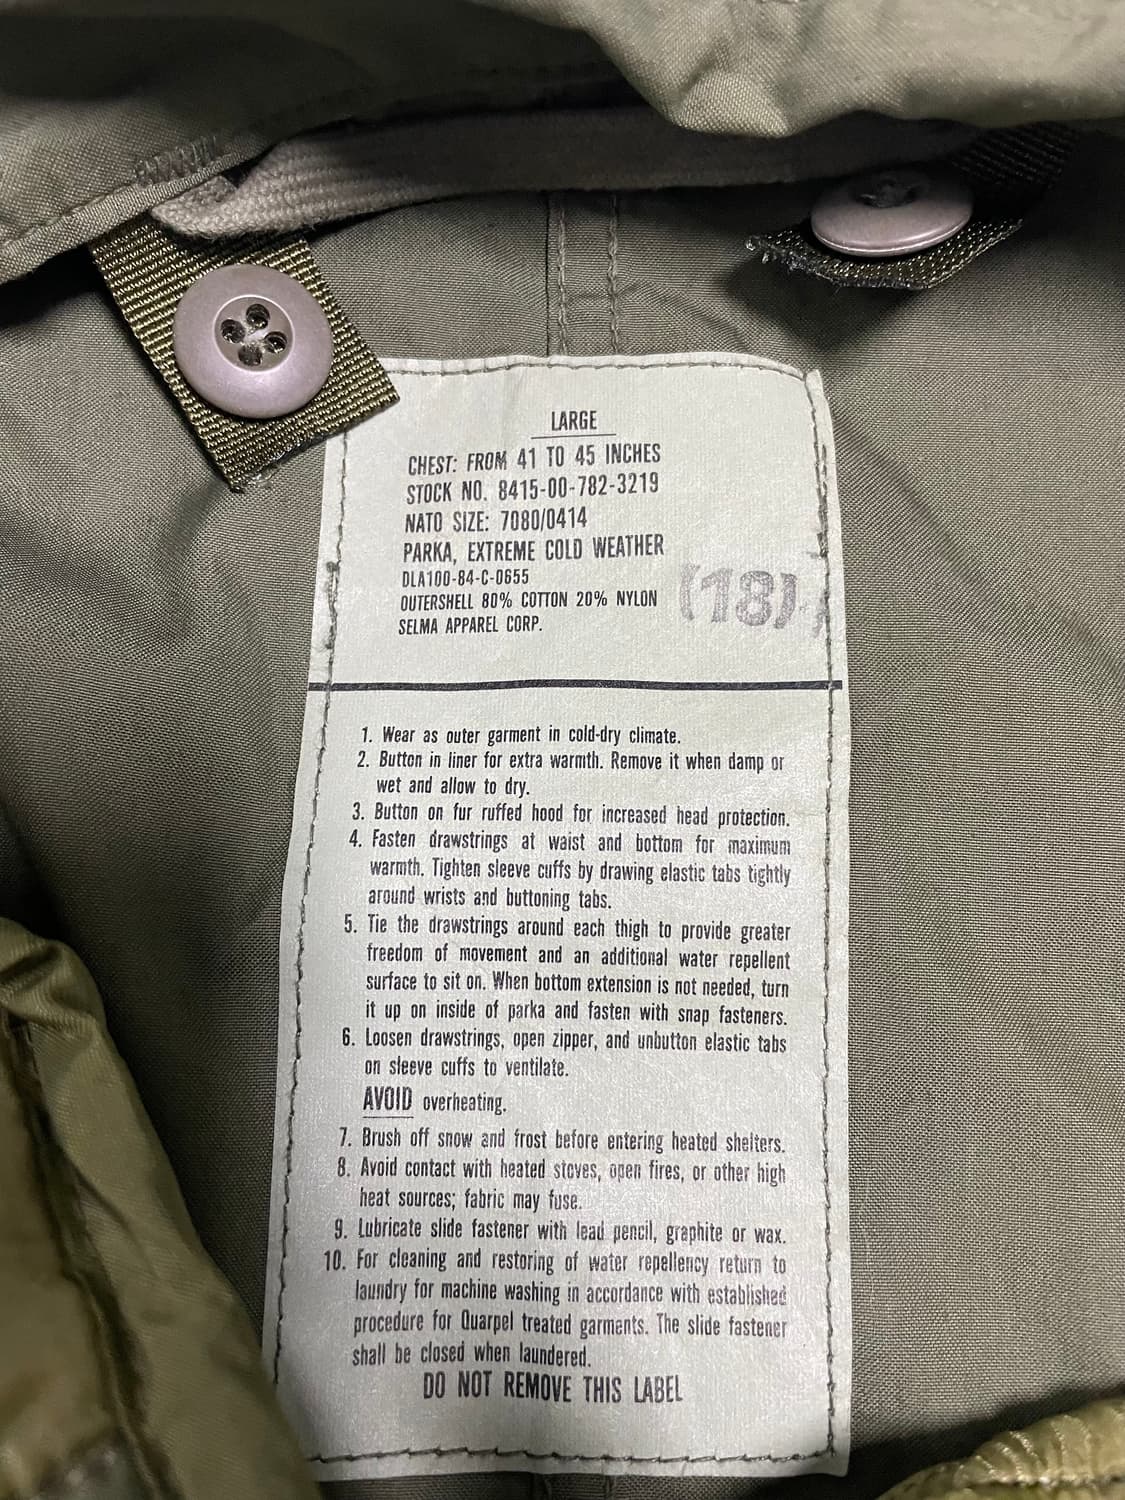 LARGE
CHEST: FROM 41 TO 45 INCHES
STOCK NO. 8415-00-782-3219
NATO SIZE: 7080/0414
PARKA, EXTREME COLD WEATHER
DLA100-84-C-0655
OUTERSHELL 80% COTTON 20% NYLON
SELMA APPAREL CORP.
(18)
1. Wear as outer garment in cold-dry climate.
2. Button in liner for extra warmth. Remove it when damp or
wet and allow to dry.
3. Button on fur ruffed hood for increased head protection.
4. Fasten drawstrings at waist and bottom for maximum
warmth. Tighten sleeve cuffs by drawing elastic tabs tightly
around wrists and buttoning tabs.
5. Tie the drawstrings around each thigh to provide greater
freedom of movement and an additional water repellent
surface to sit on. When bottom extension is not needed, turn
it up on inside of parka and fasten with snap fasteners.
6. Loosen drawstrings, open zipper, and unbutton elastic tabs
on sleeve cuffs to ventilate.
AVOID overheating.
7. Brush off snow and frost before entering heated shelters.
8. Avoid contact with heated stoves, open fires, or other high
heat sources; fabric may fuse.
9. Lubricate slide fastener with lead pencil, graphite or wax.
10. For cleaning and restoring of water repellency return to
laundry for machine washing in accordance with established
procedure for Quarpel treated garments. The slide fastener
shall be closed when laundered.
DO NOT REMOVE THIS LABEL